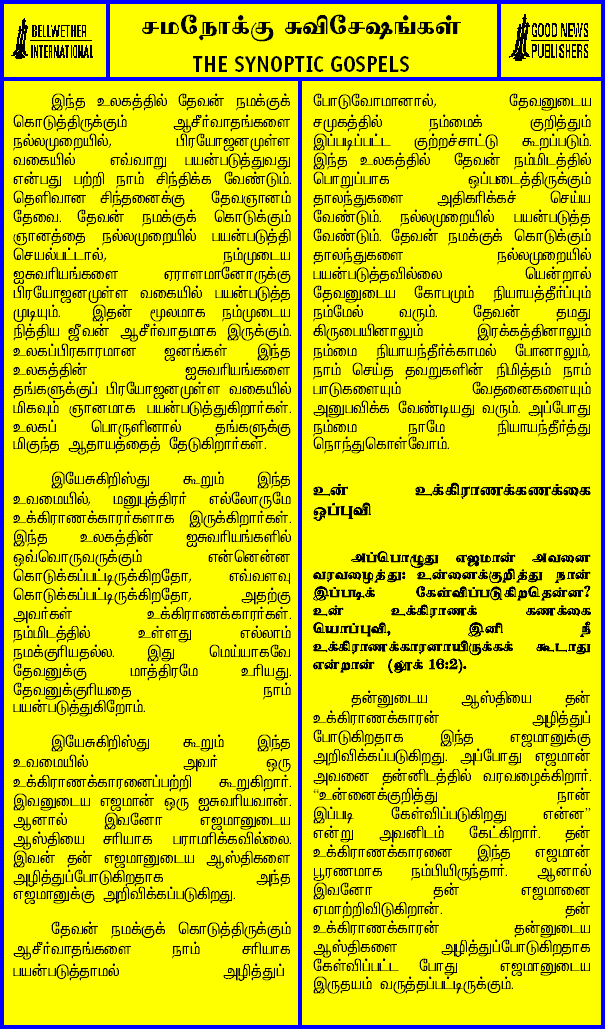 BELLWETHER
INTERNATIONAL
சமநோக்கு சுவிசேஷங்கள்
THE SYNOPTIC GOSPELS
GOOD NEWS
PUBLISHERS
இந்த உலகத்தில் தேவன் நமக்குக்
கொடுத்திருக்கும் ஆசீர்வாதங்களை
நல்லமுறையில், பிரயோஜனமுள்ள
வகையில் எவ்வாறு பயன்படுத்துவது
என்பது பற்றி நாம் சிந்திக்க வேண்டும்.
தெளிவான சிந்தனைக்கு தேவஞானம்
தேவை. தேவன் நமக்குக் கொடுக்கும்
ஞானத்தை நல்லமுறையில் பயன்படுத்தி
செயல்பட்டால், நம்முடைய
ஐசுவரியங்களை ஏராளமானோருக்கு
பிரயோஜனமுள்ள வகையில் பயன்படுத்த
முடியும். இதன் மூலமாக நம்முடைய
நித்திய ஜீவன் ஆசீர்வாதமாக இருக்கும்.
உலகப்பிரகாரமான ஜனங்கள் இந்த
உலகத்தின் ஐசுவரியங்களை
தங்களுக்குப் பிரயோஜனமுள்ள வகையில்
மிகவும் ஞானமாக பயன்படுத்துகிறார்கள்.
உலகப் பொருளினால் தங்களுக்கு
மிகுந்த ஆதாயத்தைத் தேடுகிறார்கள்.
இயேசுகிறிஸ்து கூறும் இந்த
உவமையில், மனுபுத்திரர் எல்லோருமே
உக்கிராணக்காரர்களாக இருக்கிறார்கள்.
இந்த உலகத்தின் ஐசுவரியங்களில்
ஒவ்வொருவருக்கும் என்னென்ன
கொடுக்கப்பட்டிருக்கிறதோ, எவ்வளவு
கொடுக்கப்பட்டிருக்கிறதோ, அதற்கு
அவர்கள் உக்கிராணக்காரர்கள்.
நம்மிடத்தில் உள்ளது எல்லாம்
நமக்குரியதல்ல. இது மெய்யாகவே
தேவனுக்கு மாத்திரமே உரியது.
தேவனுக்குரியதை நாம்
பயன்படுத்துகிறோம்.
இயேசுகிறிஸ்து கூறும் இந்த
உவமையில் அவர் ஒரு
உக்கிராணக்காரனைப்பற்றி கூறுகிறார்.
இவனுடைய எஜமான் ஒரு ஐசுவரியவான்.
ஆனால் இவனோ எஜமானுடைய
ஆஸ்தியை சரியாக பராமரிக்கவில்லை.
இவன் தன் எஜமானுடைய ஆஸ்திகளை
அழித்துப்போடுகிறதாக அந்த
எஜமானுக்கு அறிவிக்கப்படுகிறது.
தேவன் நமக்குக் கொடுத்திருக்கும்
ஆசீர்வாதங்களை நாம் சரியாக
பயன்படுத்தாமல் அழித்துப்
போடுவோமானால், தேவனுடைய
சமுகத்தில் நம்மைக் குறித்தும்
இப்படிப்பட்ட குற்றச்சாட்டு கூறப்படும்.
இந்த உலகத்தில் தேவன் நம்மிடத்தில்
பொறுப்பாக ஒப்படைத்திருக்கும்
தாலந்துகளை அதிகரிக்கச் செய்ய
வேண்டும். நல்லமுறையில் பயன்படுத்த
வேண்டும். தேவன் நமக்குக் கொடுக்கும்
தாலந்துகளை நல்லமுறையில்
பயன்படுத்தவில்லை யென்றால்
தேவனுடைய கோபமும் நியாயத்தீர்ப்பும்
நம்மேல் வரும். தேவன் தமது
கிருபையினாலும் இரக்கத்தினாலும்
நம்மை நியாயந்தீர்க்காமல் போனாலும்,
நாம் செய்த தவறுகளின் நிமித்தம் நாம்
பாடுகளையும் வேதனைகளையும்
அனுபவிக்க வேண்டியது வரும். அப்போது
நம்மை நாமே நியாயந்தீர்த்து
நொந்துகொள்வோம்.
உன் உக்கிராணக்கணக்கை
ஒப்புவி
அப்பொழுது எஜமான் அவனை
வரவழைத்து: உன்னைக்குறித்து நான்
இப்படிக் கேள்விப்படுகிறதென்ன?
உன் உக்கிராணக் கணக்கை
யொப்புவி, இனி நீ
உக்கிராணக்காரனாயிருக்கக் கூடாது
என்றான் (லூக் 16:2).
தன்னுடைய ஆஸ்தியை தன்
உக்கிராணக்காரன் அழித்துப்
போடுகிறதாக இந்த எஜமானுக்கு
அறிவிக்கப்படுகிறது. அப்போது எஜமான்
அவனை தன்னிடத்தில் வரவழைக்கிறார்.
“உன்னைக்குறித்து நான்
இப்படி கேள்விப்படுகிறது என்ன”
என்று அவனிடம் கேட்கிறார். தன்
உக்கிராணக்காரனை இந்த எஜமான்
பூரணமாக நம்பியிருந்தார். ஆனால்
இவனோ தன் எஜமானை
ஏமாற்றிவிடுகிறான். தன்
உக்கிராணக்காரன் தன்னுடைய
ஆஸ்திகளை அழித்துப்போடுகிறதாக
கேள்விப்பட்ட போது எஜமானுடைய
இருதயம் வருத்தப்பட்டிருக்கும்.